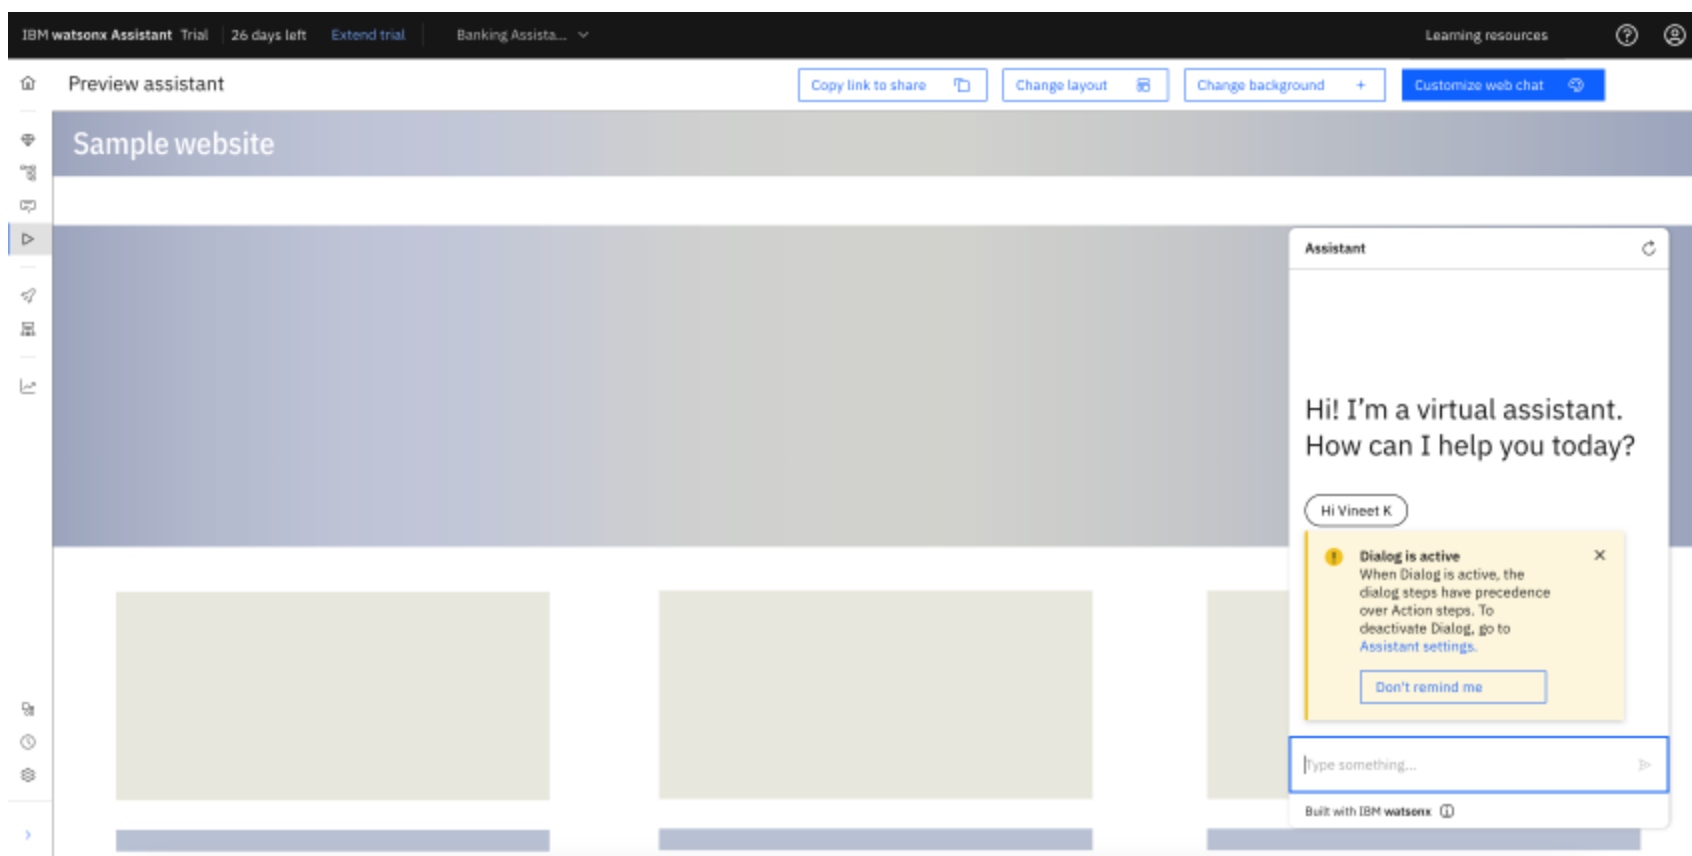 IBM watsonx Assistant Trial 26 days left Extend trial Banking Assista... Learning resources
Preview assistant Copy link to share Change layout Change background + Customize web chat
Sample website
Assistant
Hi! I'm a virtual assistant.
How can I help you today?
Hi Vineet K
Dialog is active
When Dialog is active, the
dialog steps have precedence
over Action steps. To
deactivate Dialog, go to
Assistant settings.
Don't remind me
Type something...
Built with IBM watsonx